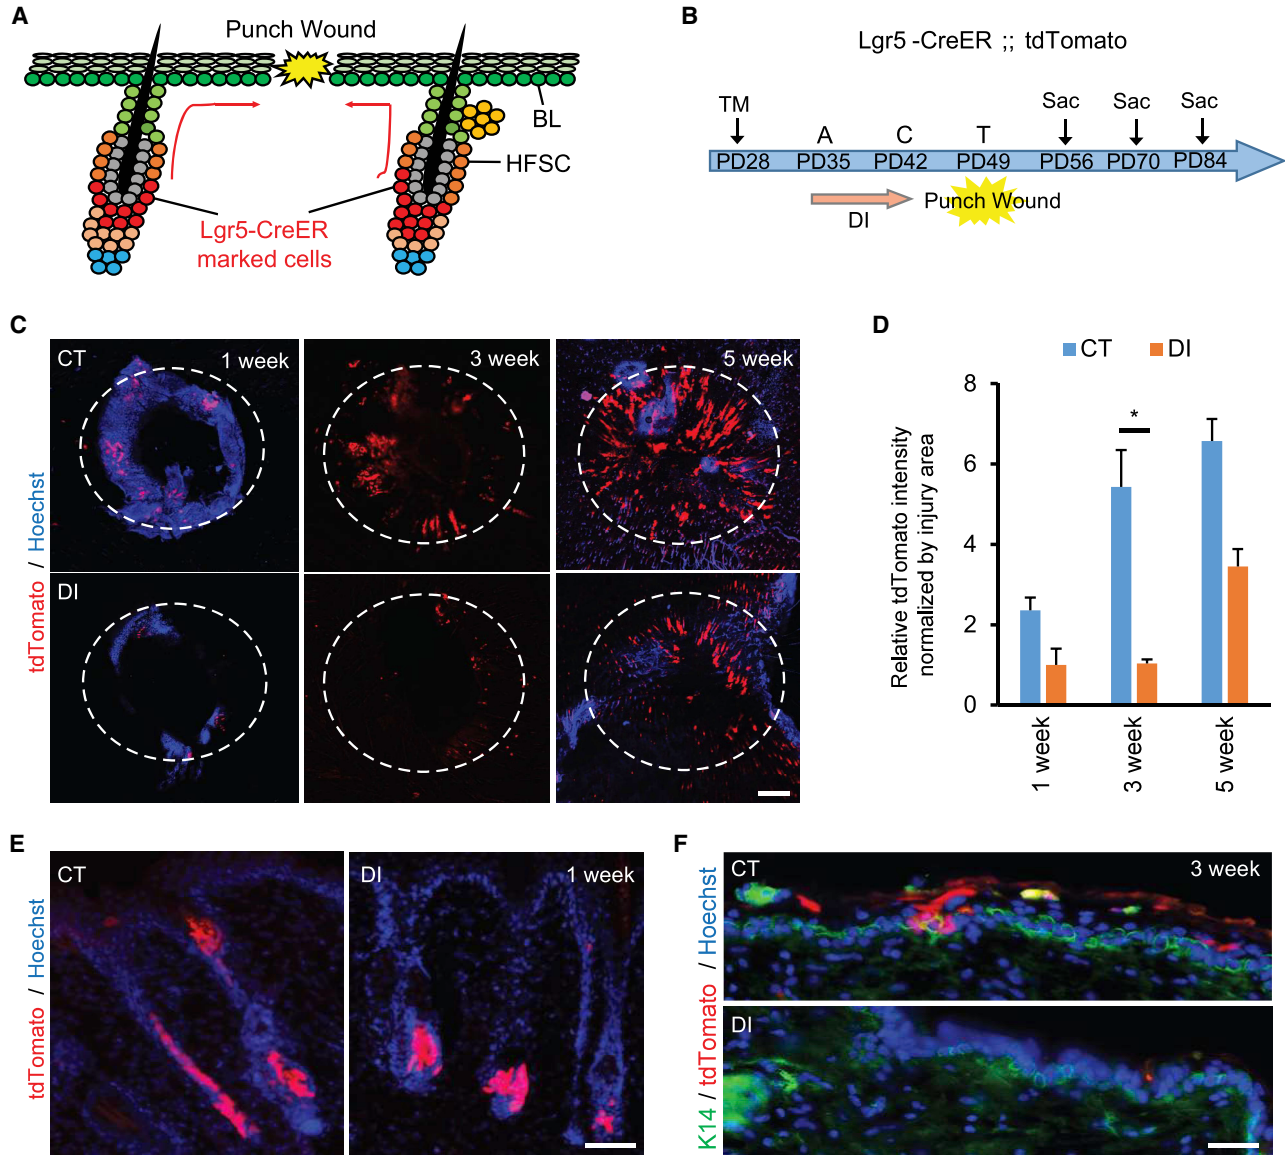 A
Punch Wound
BL
HFSC
Lgr5-CreER
marked cells
B
Lgr5 -CreER ;; tdTomato
TM
A
C
T
Sac
Sac
Sac
PD28
PD35
PD42
PD49
PD56
PD70
PD84
DI
Punch Wound
C
tdTomato / Hoechst
CT
1 week
3 week
5 week
DI
D
CT
DI
Relative tdTomato intensity
normalized by injury area
8
6
4
2
0
*
1 week
3 week
5 week
E
tdTomato / Hoechst
CT
DI
1 week
F
K14 / tdTomato / Hoechst
CT
3 week
DI